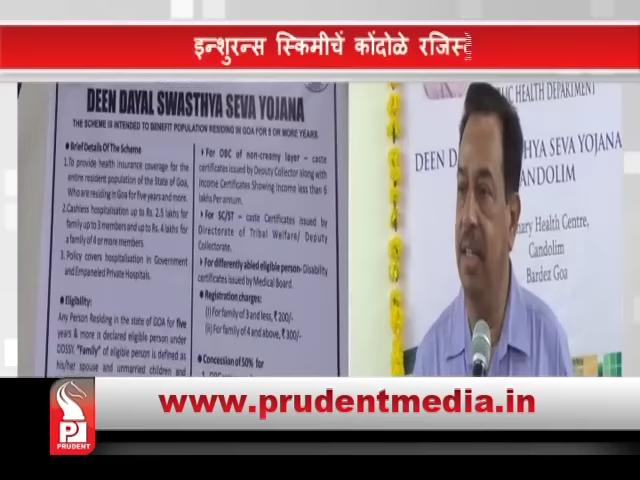 इन्शुरन्स स्किमीचें कोंदोळे रजिस्
DEEN DAYAL SWASTHYA SEVA YOJANA
THE SCHEME IS INTENDED TO BENEFIT POPULATION RESIDING IN GOA FOR 5 OR MORE YEARS
Brief Details Of The Scheme
1.To provide health insurance coverage for the
entire resident population of the State of Goa,
Who are residing in Goa for five years and more.
2.Cashless hospitalisation up to Rs. 2.5 lakhs for
family up to 3 members and up to Rs. 4 lakhs for
a family of 4 or more members.
3. Policy covers hospitalisation in Government
and Empaneled Private Hospitals.
Eligibility:
Any Person Residing in the state of GOA for five
years & more is declared eligible person under
DDSSY. "Family" of eligible person is defined as
his/her spouse and unmarried children and
For OBC of non-creamy layer - caste
certificates issued by Deputy Collector along with
Income Certificates Showing Income less than 6
lakhs Per annum.
For SC/ST - caste Certificates issued by
Directorate of Tribal Welfare/ Deputy
Collectorate.
For differently abled eligible person- Disability
certificates issued by Medical Board.
Registration charges:
(i) For family of 3 and less, ₹ 200/-
(ii) For family of 4 and above, ₹ 300/-
Concession of 50% for
MC HEALTH DEPARTMENT
DEEN D YA SEVA YOJANA
CANDOLIM
ary Health Centre,
Candolim
Bardez Goa
PRUDENT
www.prudentmedia.in